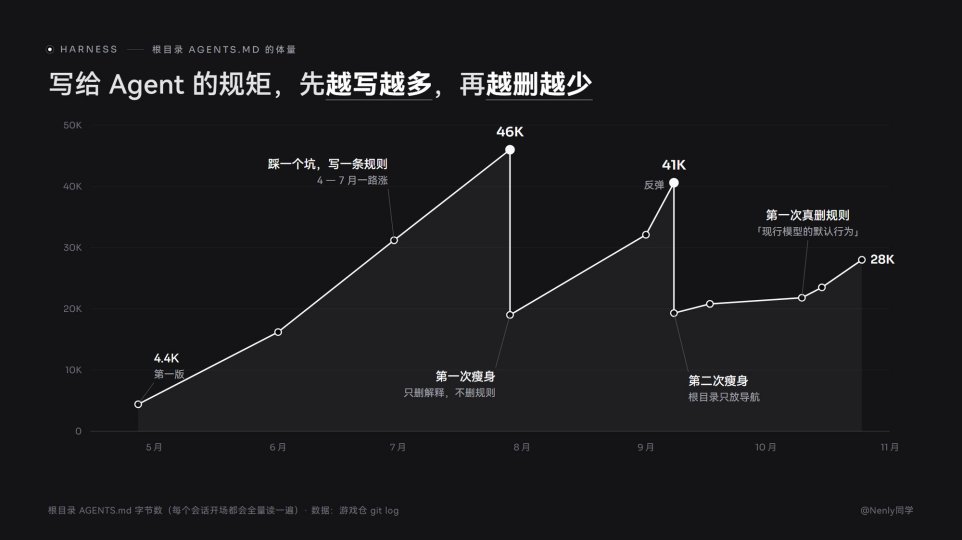 HARNESS —— 根目录 AGENTS.MD 的体量
写给 Agent 的规矩，先越写越多，再越删越少
50K
40K
30K
20K
10K
0
46K
踩一个坑，写一条规则
4 — 7 月一路涨
41K
反弹
第一次真删规则
「现行模型的默认行为」
28K
4.4K
第一版
第一次瘦身
只删解释，不删规则
第二次瘦身
根目录只放导航
5 月
6 月
7 月
8 月
9 月
10 月
11 月
根目录 AGENTS.md 字节数（每个会话开场都会全量读一遍）· 数据：游戏仓 git log
@Nenly同学